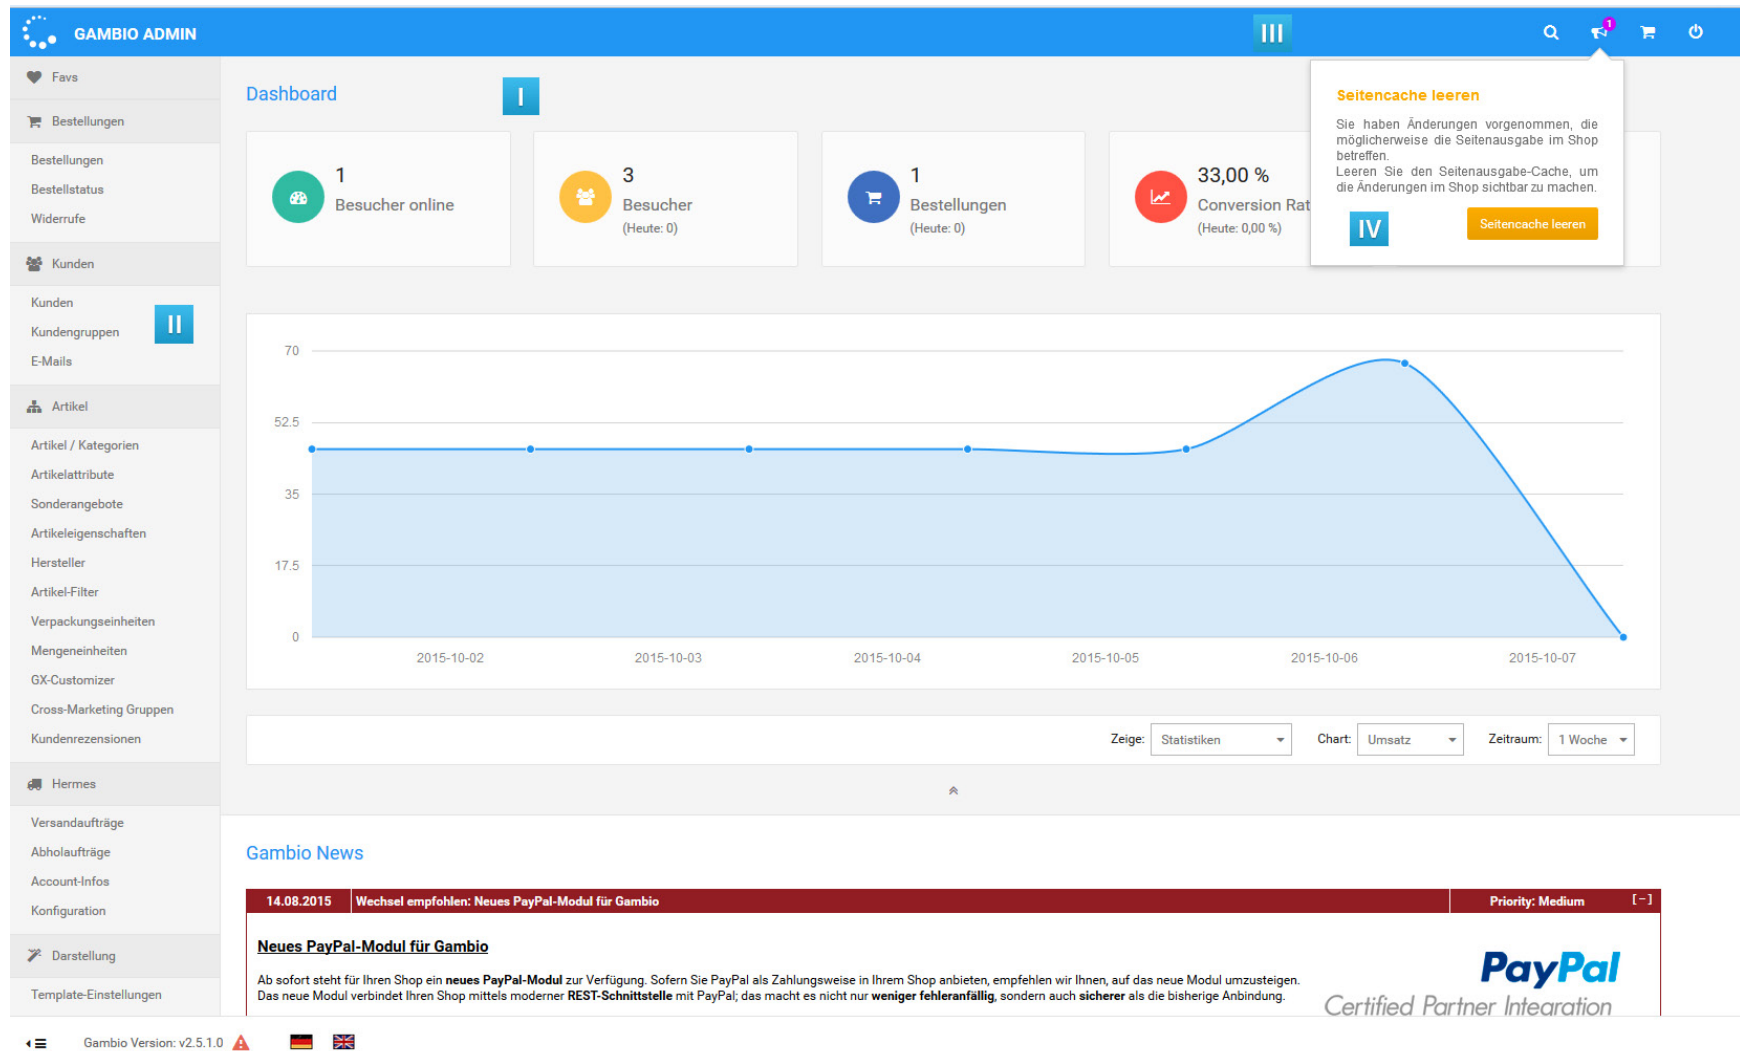 GAMBIO ADMIN
III
1
Favs
Bestellungen
Bestellungen
Bestellstatus
Widerrufe
Kunden
Kunden
Kundengruppen
II
E-Mails
Artikel
Artikel / Kategorien
Artikelattribute
Sonderangebote
Artikeleigenschaften
Hersteller
Artikel-Filter
Verpackungseinheiten
Mengeneinheiten
GX-Customizer
Cross-Marketing Gruppen
Kundenrezensionen
Hermes
Versandaufträge
Abholaufträge
Account-Infos
Konfiguration
Darstellung
Template-Einstellungen
Dashboard
I
1
Besucher online
3
Besucher
(Heute: 0)
1
Bestellungen
(Heute: 0)
33,00 %
Conversion Rat
(Heute: 0,00 %)
Seitencache leeren
Sie haben Änderungen vorgenommen, die
möglicherweise die Seitenausgabe im Shop
betreffen.
Leeren Sie den Seitenausgabe-Cache, um
die Änderungen im Shop sichtbar zu machen.
IV
Seitencache leeren
70
52.5
35
17.5
0
2015-10-02 2015-10-03 2015-10-04 2015-10-05 2015-10-06 2015-10-07
Zeige: Statistiken Chart: Umsatz Zeitraum: 1 Woche
Gambio News
14.08.2015 Wechsel empfohlen: Neues PayPal-Modul für Gambio Priority: Medium [-]
Neues PayPal-Modul für Gambio
Ab sofort steht für Ihren Shop ein neues PayPal-Modul zur Verfügung. Sofern Sie PayPal als Zahlungsweise in Ihrem Shop anbieten, empfehlen wir Ihnen, auf das neue Modul umzusteigen.
Das neue Modul verbindet Ihren Shop mittels moderner REST-Schnittstelle mit PayPal; das macht es nicht nur weniger fehleranfällig, sondern auch sicherer als die bisherige Anbindung.
PayPal
Certified Partner Integration
Gambio Version: v2.5.1.0